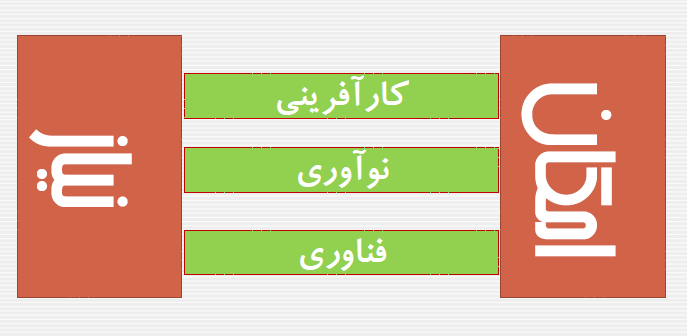 امکان
کارآفرینی
نوآوری
فناوری
نیاز